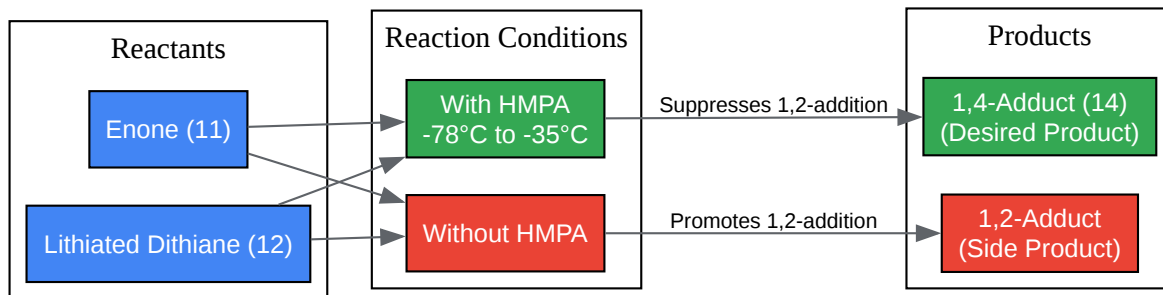 Reactants
Enone (11)
Lithiated Dithiane (12)
Reaction Conditions
With HMPA
-78°C to -35°C
Without HMPA
Suppresses 1,2-addition
Promotes 1,2-addition
Products
1,4-Adduct (14)
(Desired Product)
1,2-Adduct
(Side Product)